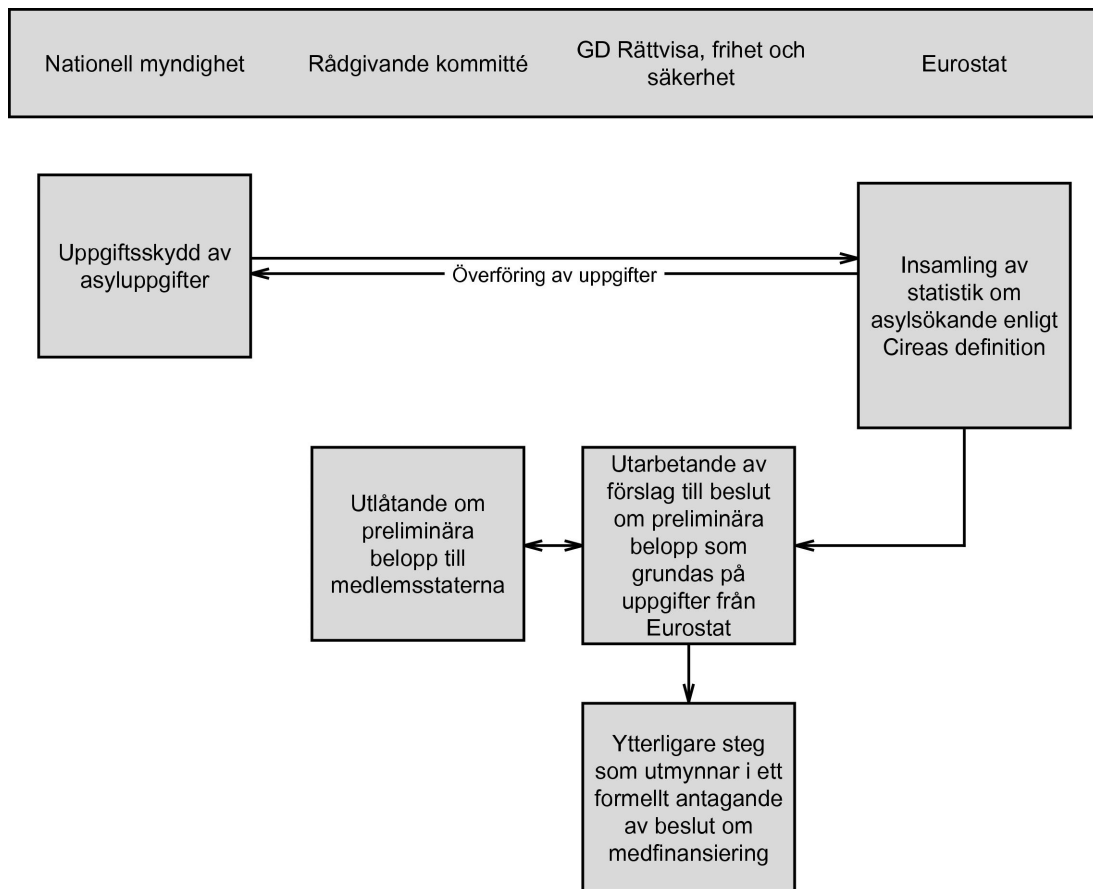 Nationell myndighet
Rådgivande kommitté
GD Rättvisa, frihet och
säkerhet
Eurostat
Uppgiftsskydd av
asyluppgifter
Överföring av uppgifter
Insamling av
statistik om
asylsökande enligt
Cireas definition
Utlåtande om
preliminära
belopp till
medlemsstaterna
Utarbetande av
förslag till beslut
om preliminära
belopp som
grundas på
uppgifter från
Eurostat
Ytterligare steg
som utmynnar i ett
formellt antagande
av beslut om
medfinansiering